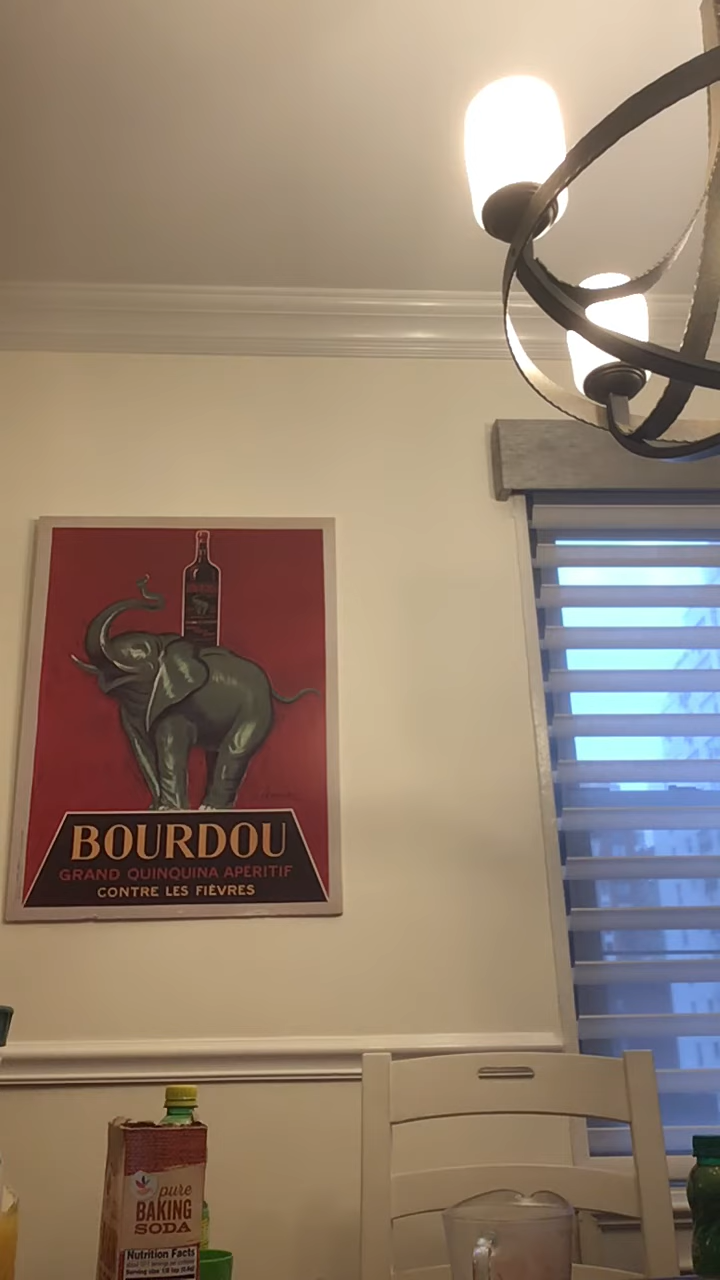 BOURDOU
GRAND QUINQUINA APERITIF
CONTRE LES FIÈVRES
pure
BAKING
SODA
Nutrition Facts